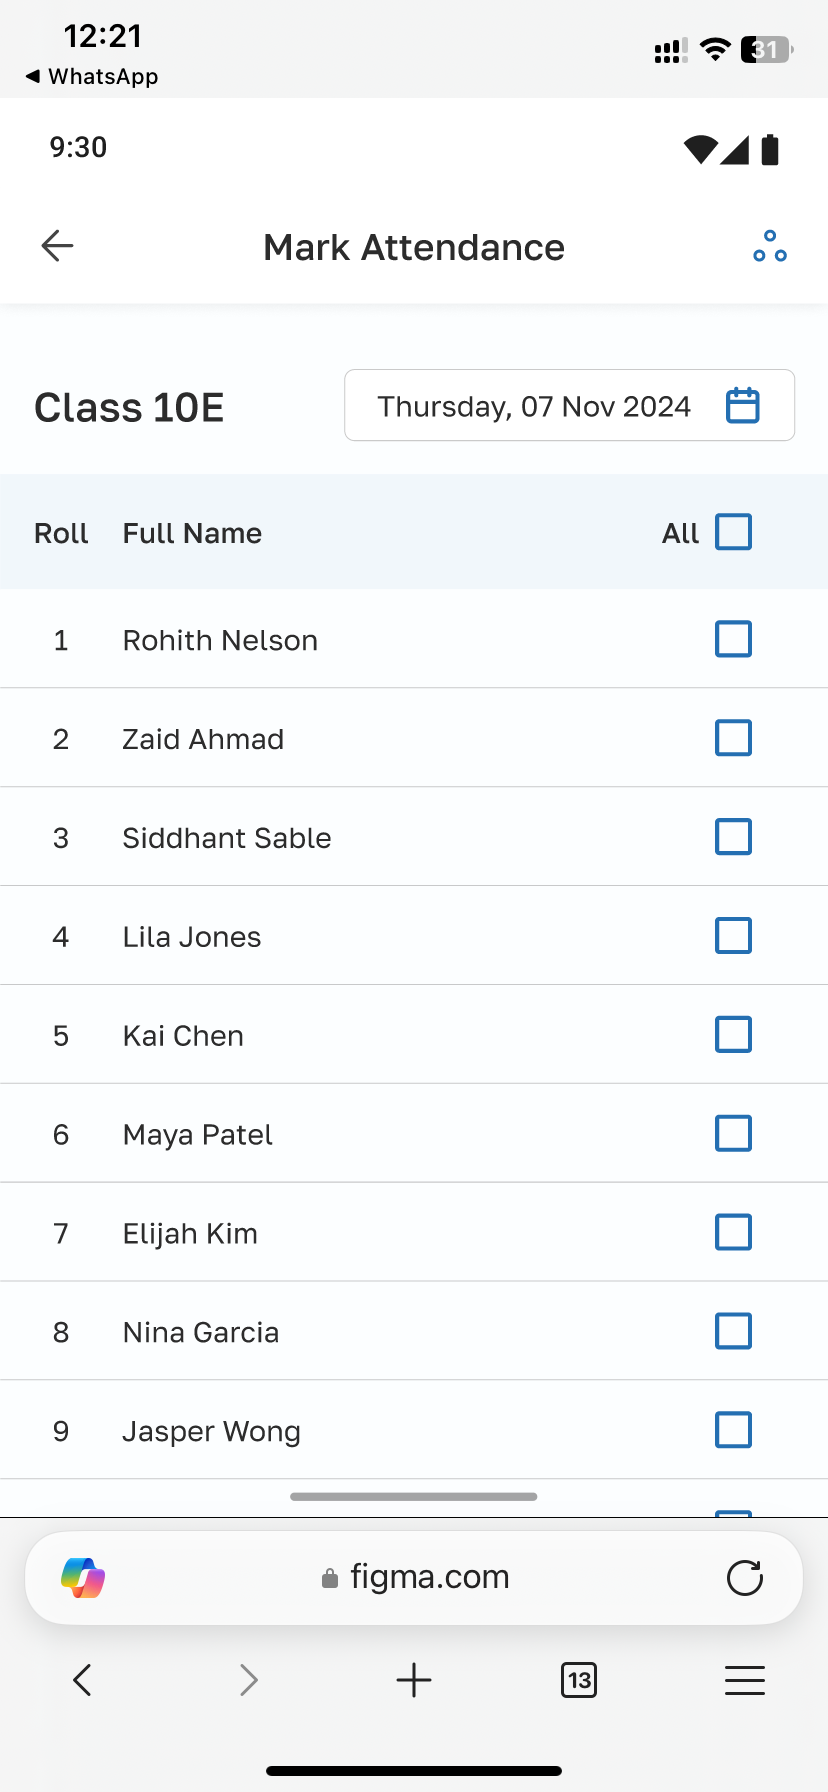 12:21
31
◀ WhatsApp
9:30
Mark Attendance
Class 10E
Thursday, 07 Nov 2024
Roll Full Name All
1 Rohith Nelson
2 Zaid Ahmad
3 Siddhant Sable
4 Lila Jones
5 Kai Chen
6 Maya Patel
7 Elijah Kim
8 Nina Garcia
9 Jasper Wong
figma.com
13